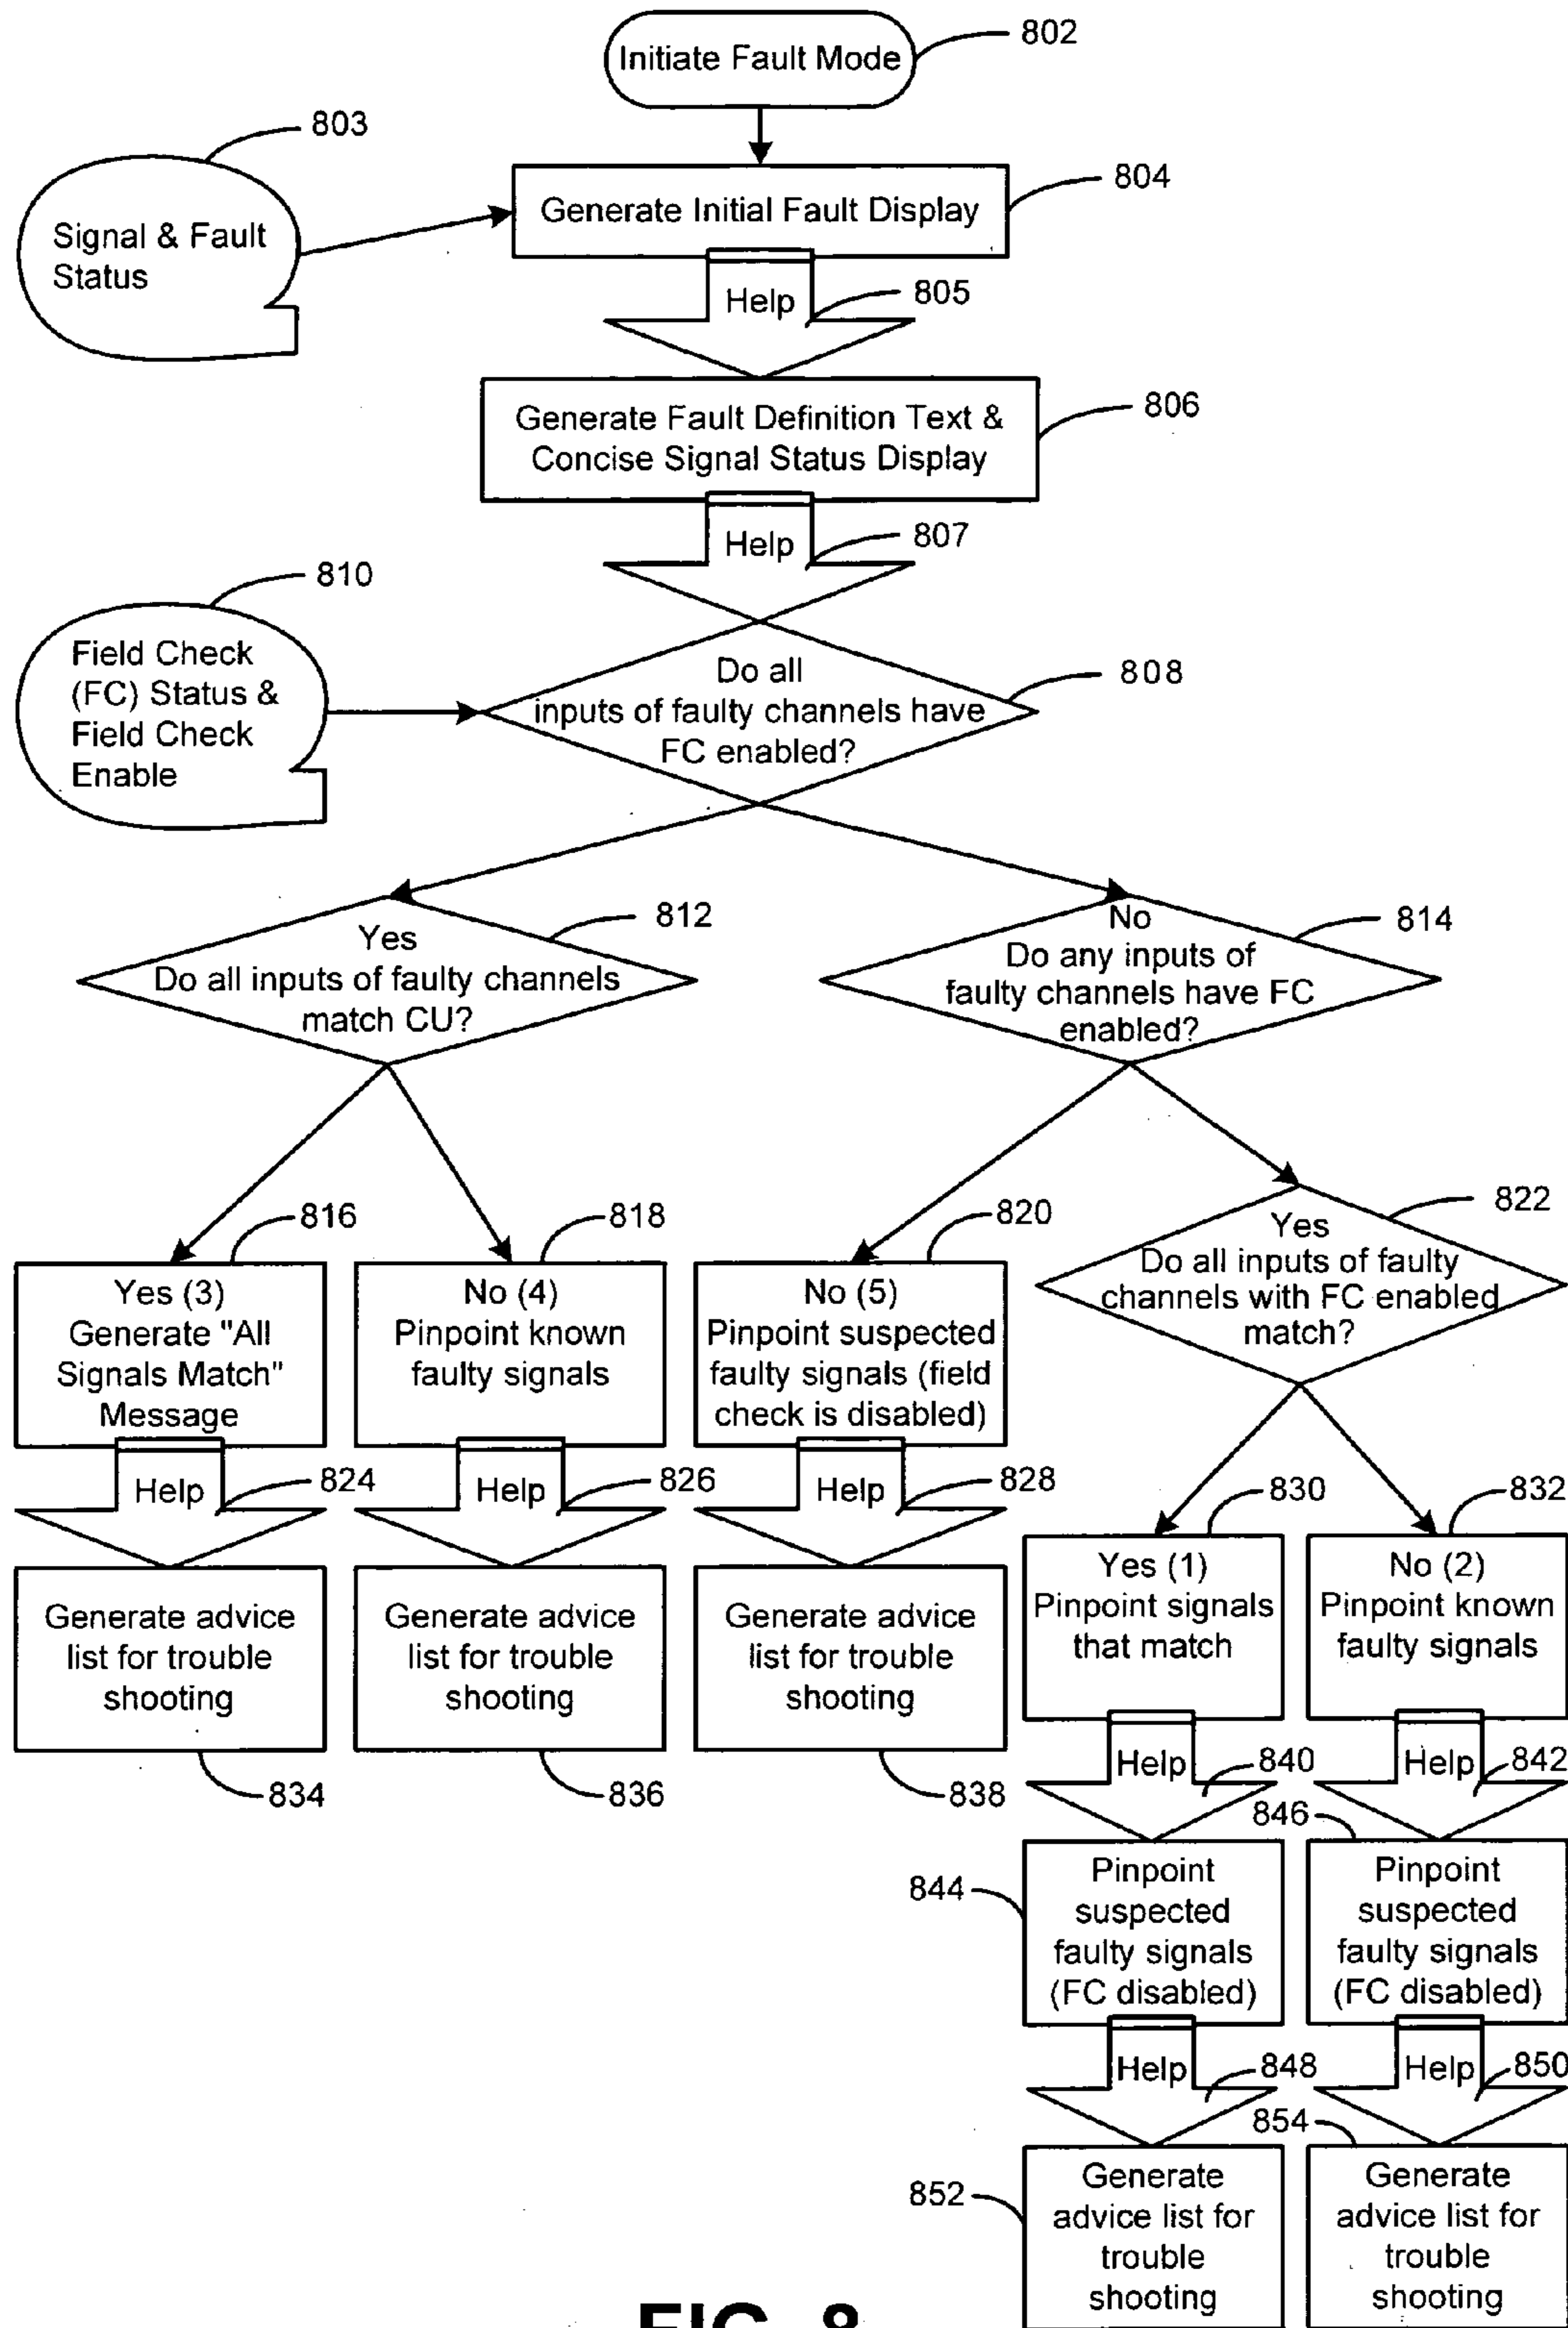 Initiate Fault Mode
802
803
Signal & Fault
Status
Generate Initial Fault Display
804
Help
805
Generate Fault Definition Text &
Concise Signal Status Display
806
Help
807
810
Field Check
(FC) Status &
Field Check
Enable
Do all
inputs of faulty channels have
FC enabled?
808
Yes
Do all inputs of faulty channels
match CU?
812
No
Do any inputs of
faulty channels have FC
enabled?
814
816
Yes (3)
Generate "All
Signals Match"
Message
818
No (4)
Pinpoint known
faulty signals
820
No (5)
Pinpoint suspected
faulty signals (field
check is disabled)
822
Yes
Do all inputs of faulty
channels with FC enabled
match?
Help
824
Help
826
Help
828
830
Yes (1)
Pinpoint signals
that match
832
No (2)
Pinpoint known
faulty signals
Generate advice
list for trouble
shooting
834
Generate advice
list for trouble
shooting
836
Generate advice
list for trouble
shooting
838
Help
840
Help
842
844
Pinpoint
suspected
faulty signals
(FC disabled)
846
Pinpoint
suspected
faulty signals
(FC disabled)
Help
848
Help
850
852
Generate
advice list for
trouble
shooting
854
Generate
advice list for
trouble
shooting
FIG. 8